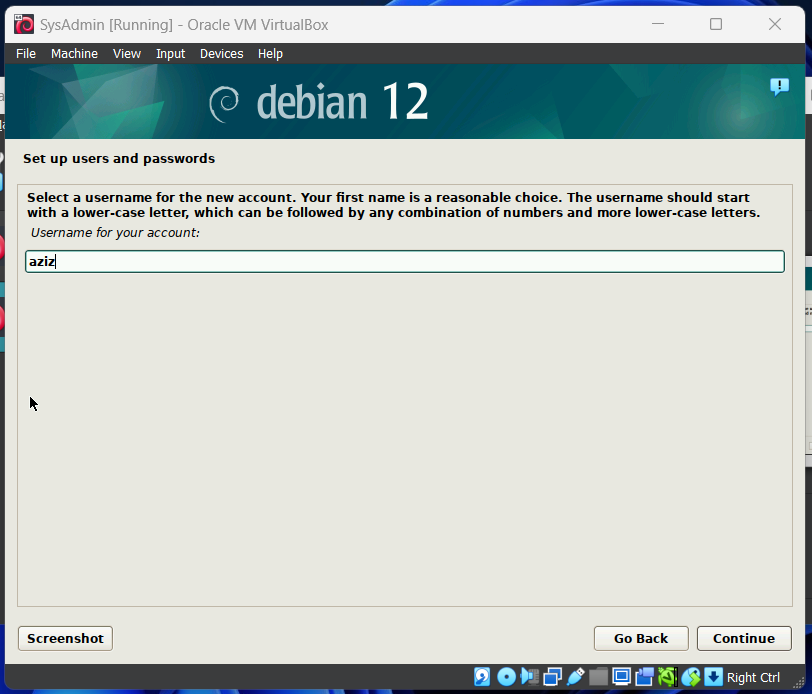 SysAdmin [Running] - Oracle VM VirtualBox
File Machine View Input Devices Help
debian 12
Set up users and passwords
Select a username for the new account. Your first name is a reasonable choice. The username should start
with a lower-case letter, which can be followed by any combination of numbers and more lower-case letters.
Username for your account:
aziz
Screenshot Go Back Continue
Right Ctrl